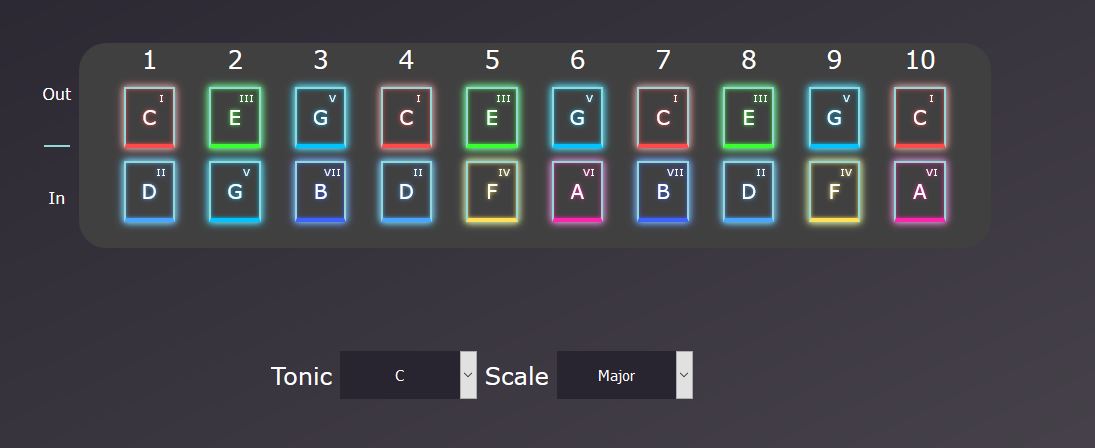 1 2 3 4 5 6 7 8 9 10
Out
I III V I III V I III V I
C E G C E G C E G C
II V VII II IV VI VII II IV VI
D G B D F A B D F A
In
Tonic C Scale Major